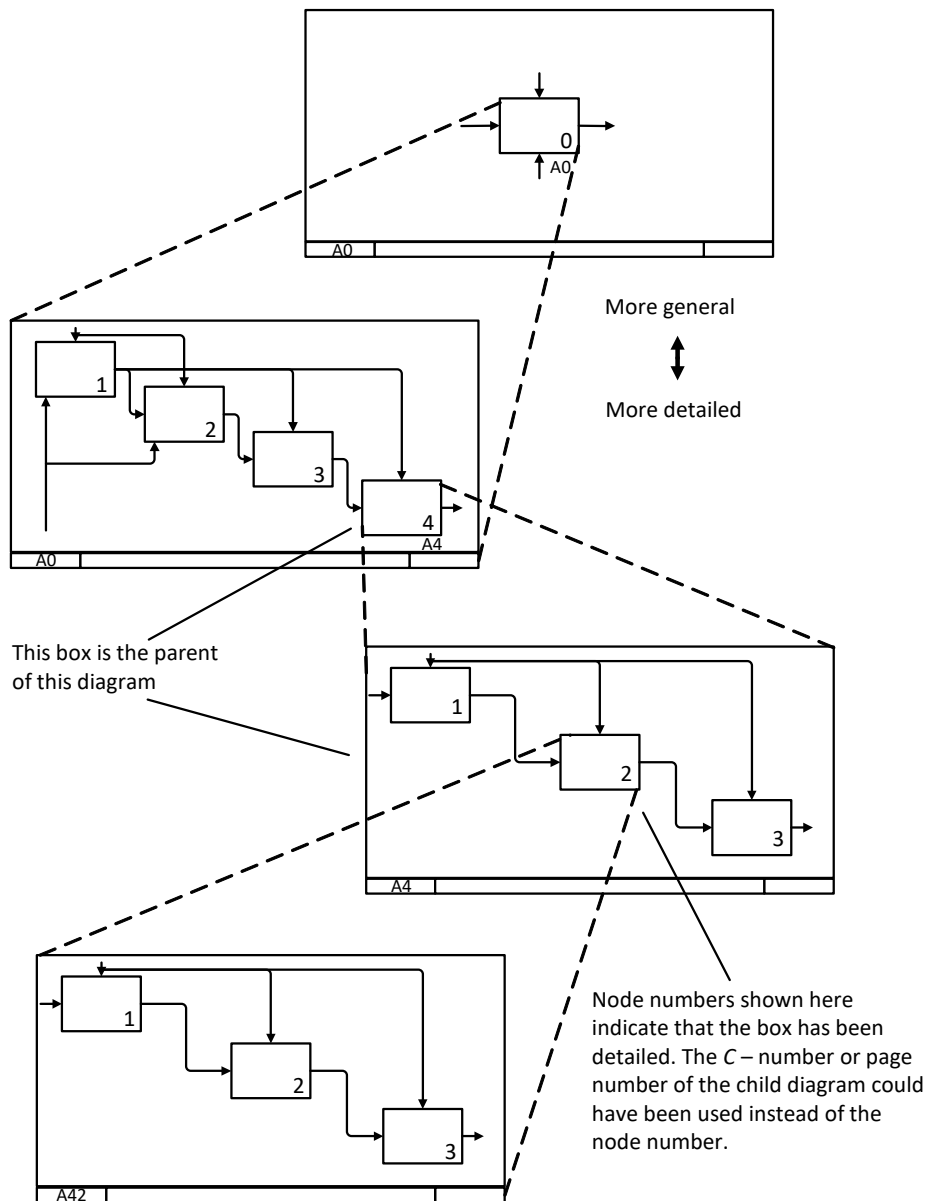 0
A0
A0
More general
More detailed
1
2
3
4
A4
A0
This box is the parent
of this diagram
1
2
3
A4
Node numbers shown here
indicate that the box has been
detailed. The C – number or page
number of the child diagram could
have been used instead of the
node number.
1
2
3
A42